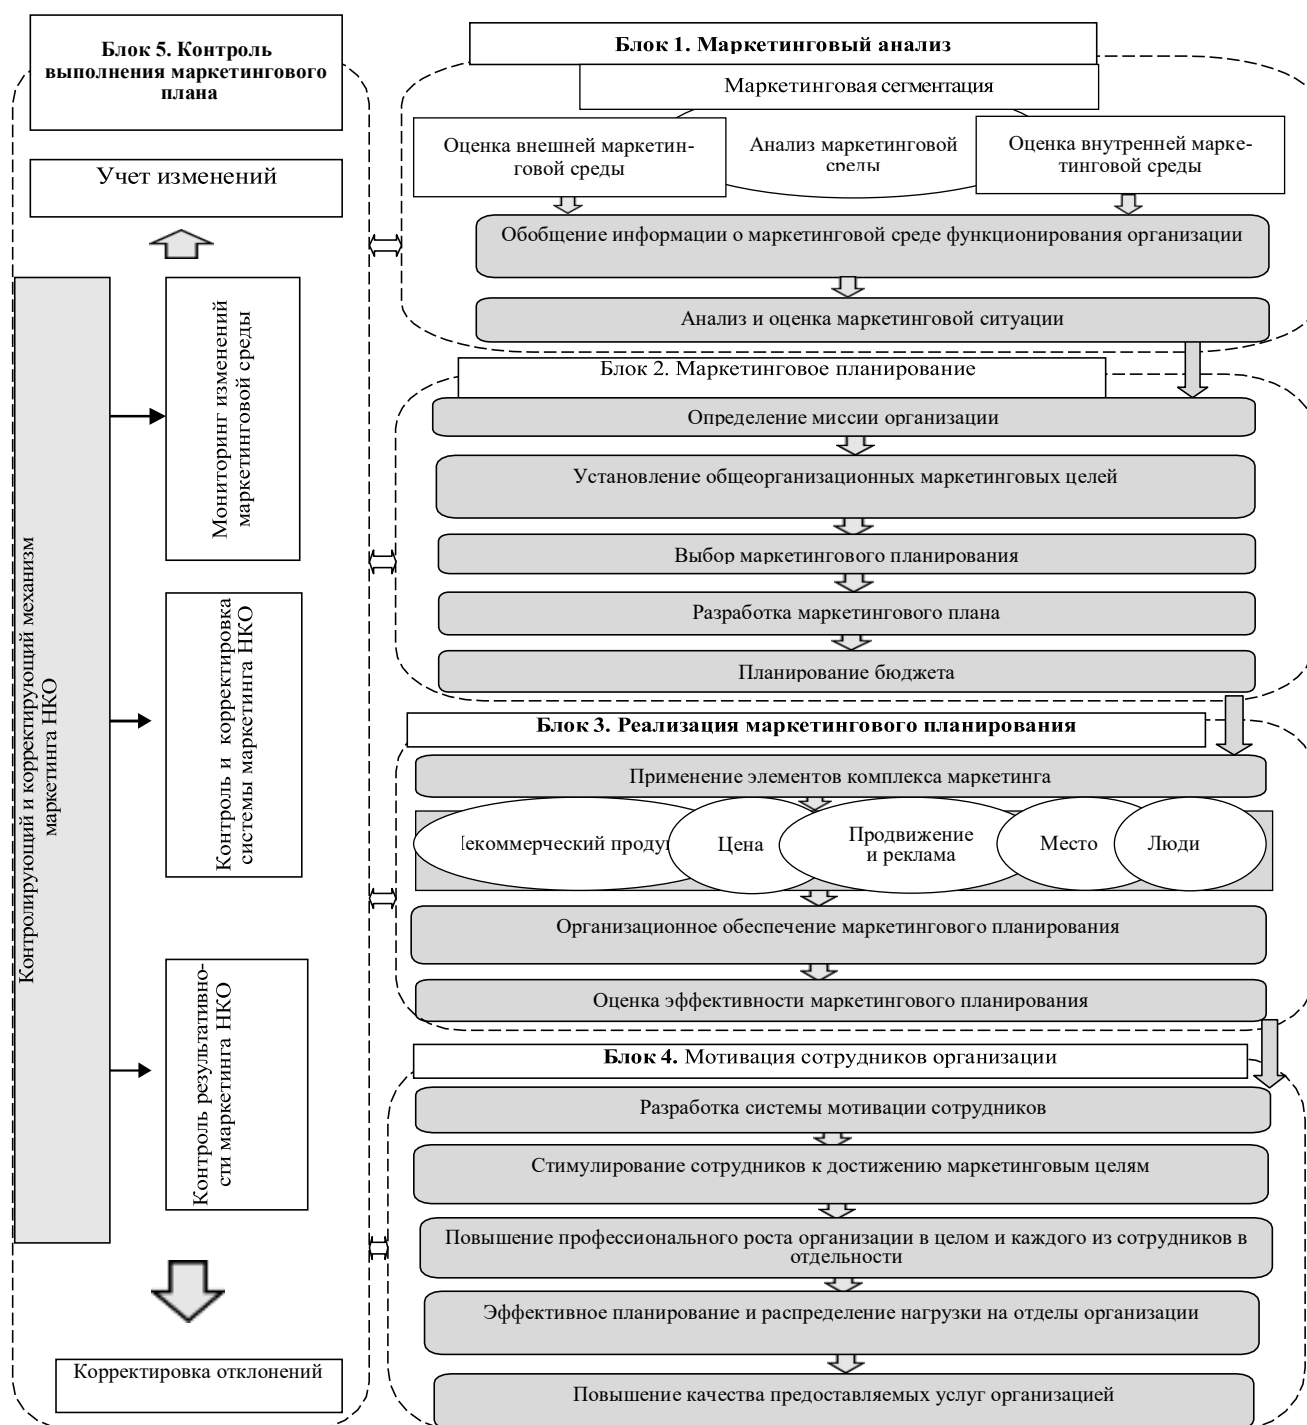 Блок 5. Контроль
выполнения маркетингового
плана
Учет изменений
Контролирующий и корректирующий механизм
маркетинга НКО
Мониторинг изменений
маркетинговой среды
Контроль и корректировка
системы маркетинга НКО
Контроль результативно-
сти маркетинга НКО
Корректировка отклонений
Блок 1. Маркетинговый анализ
Маркетинговая сегментация
Оценка внешней маркетин-
говой среды
Анализ маркетинговой
среды
Оценка внутренней марке-
тинговой среды
Обобщение информации о маркетинговой среде функционирования организации
Анализ и оценка маркетинговой ситуации
Блок 2. Маркетинговое планирование
Определение миссии организации
Установление общеорганизационных маркетинговых целей
Выбор маркетингового планирования
Разработка маркетингового плана
Планирование бюджета
Блок 3. Реализация маркетингового планирования
Применение элементов комплекса маркетинга
екоммерческий проду
Цена
Продвижение
и реклама
Место
Люди
Организационное обеспечение маркетингового планирования
Оценка эффективности маркетингового планирования
Блок 4. Мотивация сотрудников организации
Разработка системы мотивации сотрудников
Стимулирование сотрудников к достижению маркетинговым целям
Повышение профессионального роста организации в целом и каждого из сотрудников в
отдельности
Эффективное планирование и распределение нагрузки на отделы организации
Повышение качества предоставляемых услуг организацией